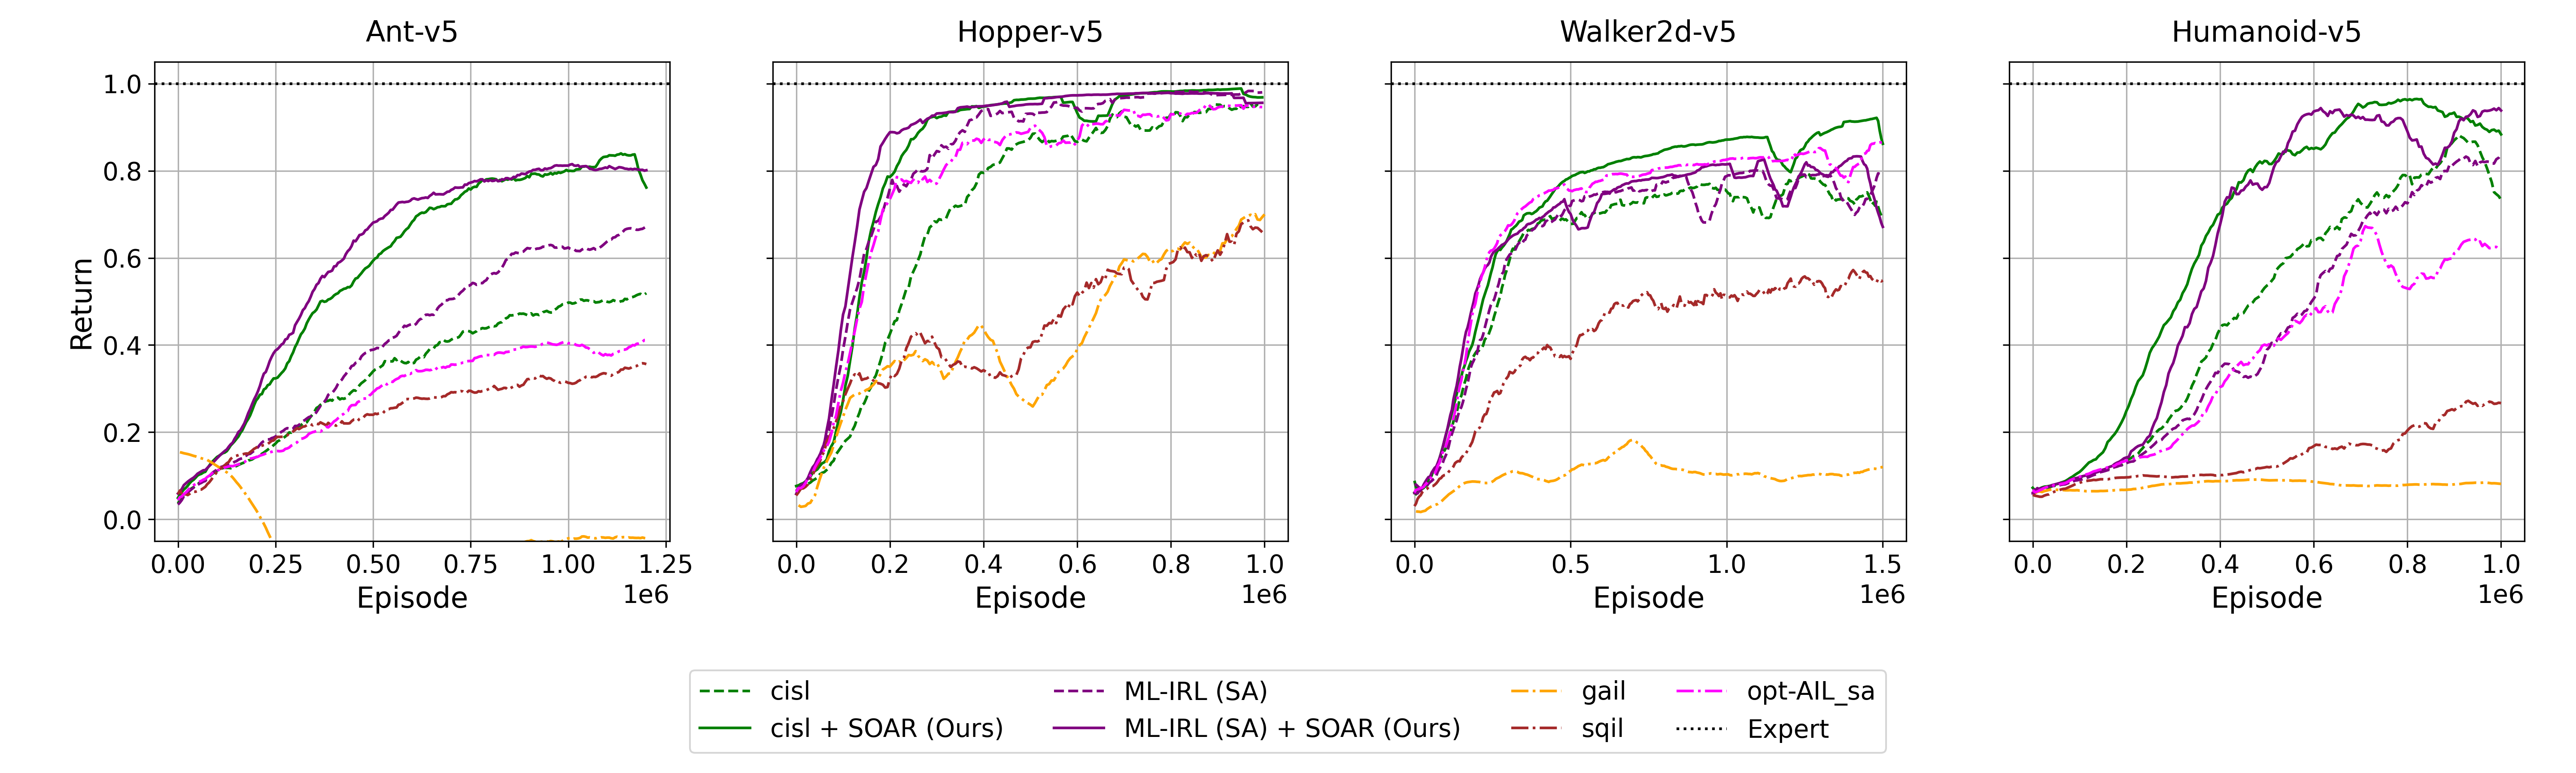 Ant-v5 Hopper-v5 Walker2d-v5 Humanoid-v5
1.0
0.8
0.6
0.4
0.2
0.0
Return
0.00 0.25 0.50 0.75 1.00 1.25 0.0 0.2 0.4 0.6 0.8 1.0 0.0 0.5 1.0 1.5 0.0 0.2 0.4 0.6 0.8 1.0
Episode 1e6 Episode 1e6 Episode 1e6 Episode 1e6
cisl ML-IRL (SA) gail opt-AIL_sa
cisl + SOAR (Ours) ML-IRL (SA) + SOAR (Ours) sqil Expert